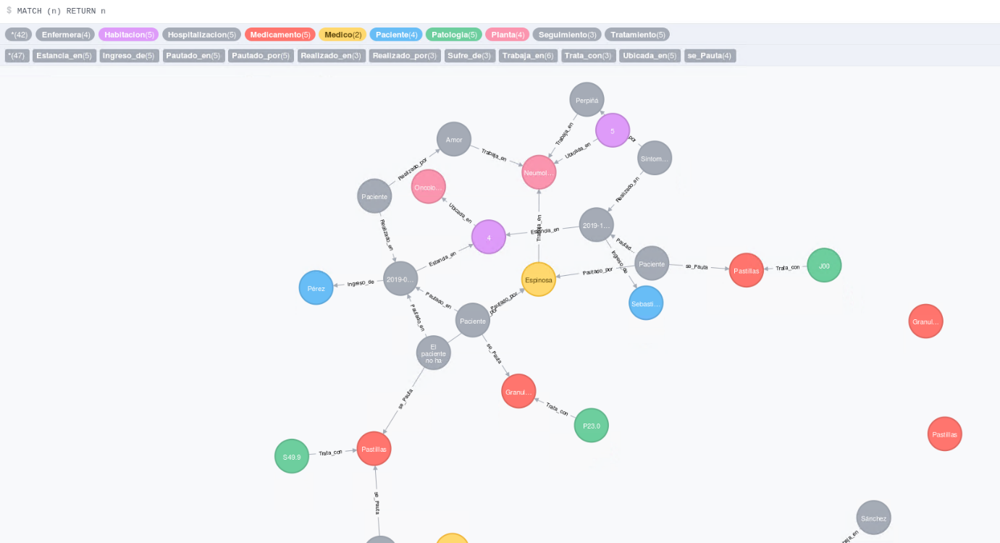 $ MATCH (n) RETURN n
*(42) Enfermera(4) Habitacion(5) Hospitalizacion(5) Medicamento(5) Medico(2) Paciente(4) Patologia(5) Planta(4) Seguimiento(3) Tratamiento(5)
*(47) Estancia_en(5) Ingreso_de(5) Pautado_en(5) Pautado_por(5) Realizado_en(3) Realizado_por(3) Sufre_de(3) Trabaja_en(6) Trata_con(3) Ubicada_en(5) se_Pauta(4)
Perpiñá
5
Amor
Trabaja_en
Trabaja_en
Ubicida_en
por
Síntom...
Neumol...
Realizado_por
Oncolo...
Paciente
Ubicada_en
Realizado_en
Realizado_en
Trabaja_en
2019-1...
4
Estancia_en
Estancia_en
Pautad...
Ingreso_de
Paciente
se_Pauta
Pastillas
Trata_con
J00
Pérez
Ingreso_de
2019-0...
Espinosa
Pautado_por
Sebasti...
Pautado_en
Pautado_por
por
Paciente
Pautado_en
Granul...
El
paciente
no ha
se_Pauta
Granul...
Trata_con
P23.0
se_Pauta
Pastillas
S49.9
Trata_con
Pastillas
se_Pauta
Sánchez
aja_en